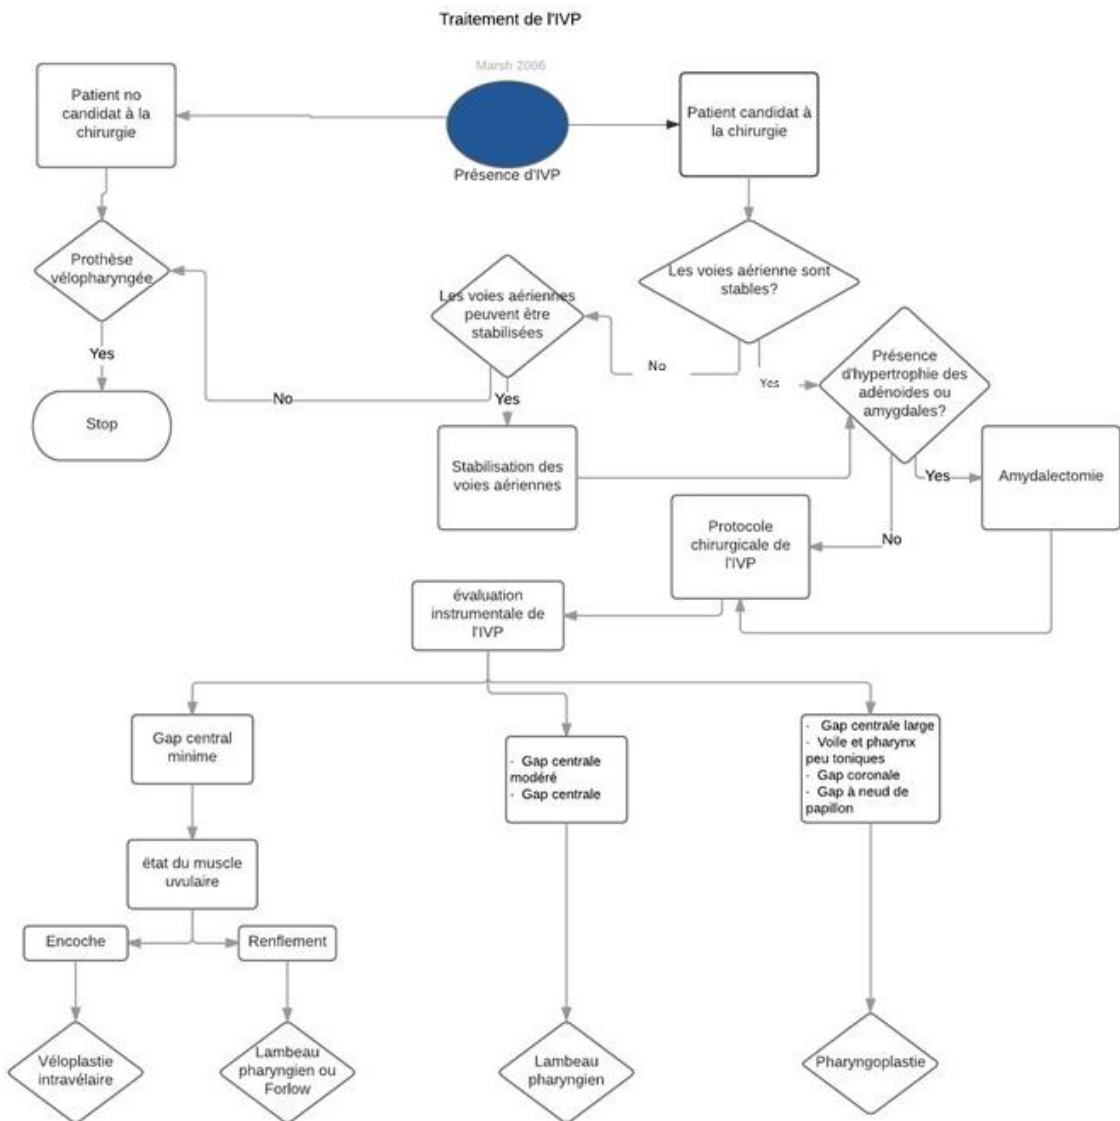 Traitement de l'IVP
Marsh 2006
Patient no
candidat à la
chirurgie
Patient candidat à
la chirurgie
Présence d'IVP
Prothèse
vélopharyngée
Les voies aérienne sont
stables?
Les voies aériennes
peuvent être
stabilisées
No
Yes
Présence
d'hypertrophie des
adénoides ou
amygdales?
Yes
No
Yes
Stop
Stabilisation des
voies aériennes
Yes
Amydalectomie
No
Protocole
chirurgicale de
l'IVP
évaluation
instrumentale de
l'IVP
Gap central
minime
- Gap centrale
modéré
- Gap centrale
- Gap centrale large
- Voile et pharynx
peu toniques
- Gap coronale
- Gap à neud de
papillon
état du muscle
uvulaire
Encoche
Renflement
Véloplastie
intravélaire
Lambeau
pharyngien ou
Forlow
Lambeau
pharyngien
Pharyngoplastie